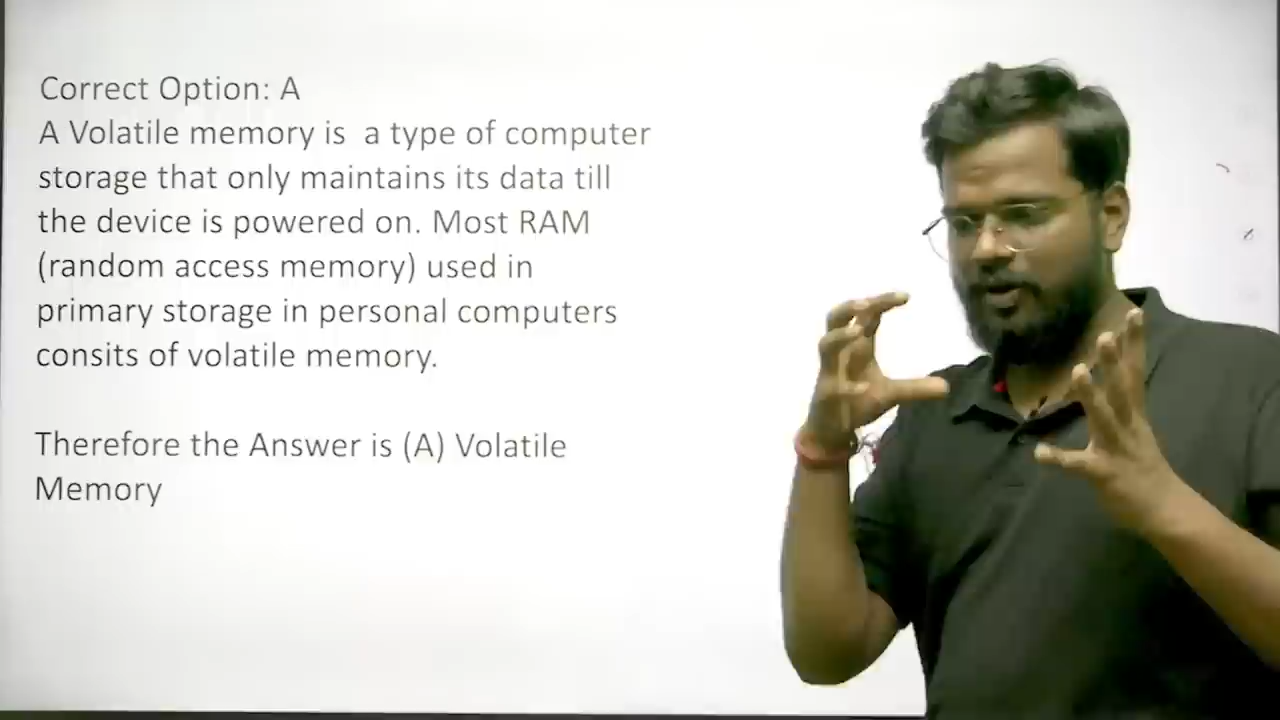 Correct Option: A
A Volatile memory is a type of computer
storage that only maintains its data till
the device is powered on. Most RAM
(random access memory) used in
primary storage in personal computers
consits of volatile memory.
Therefore the Answer is (A) Volatile
Memory